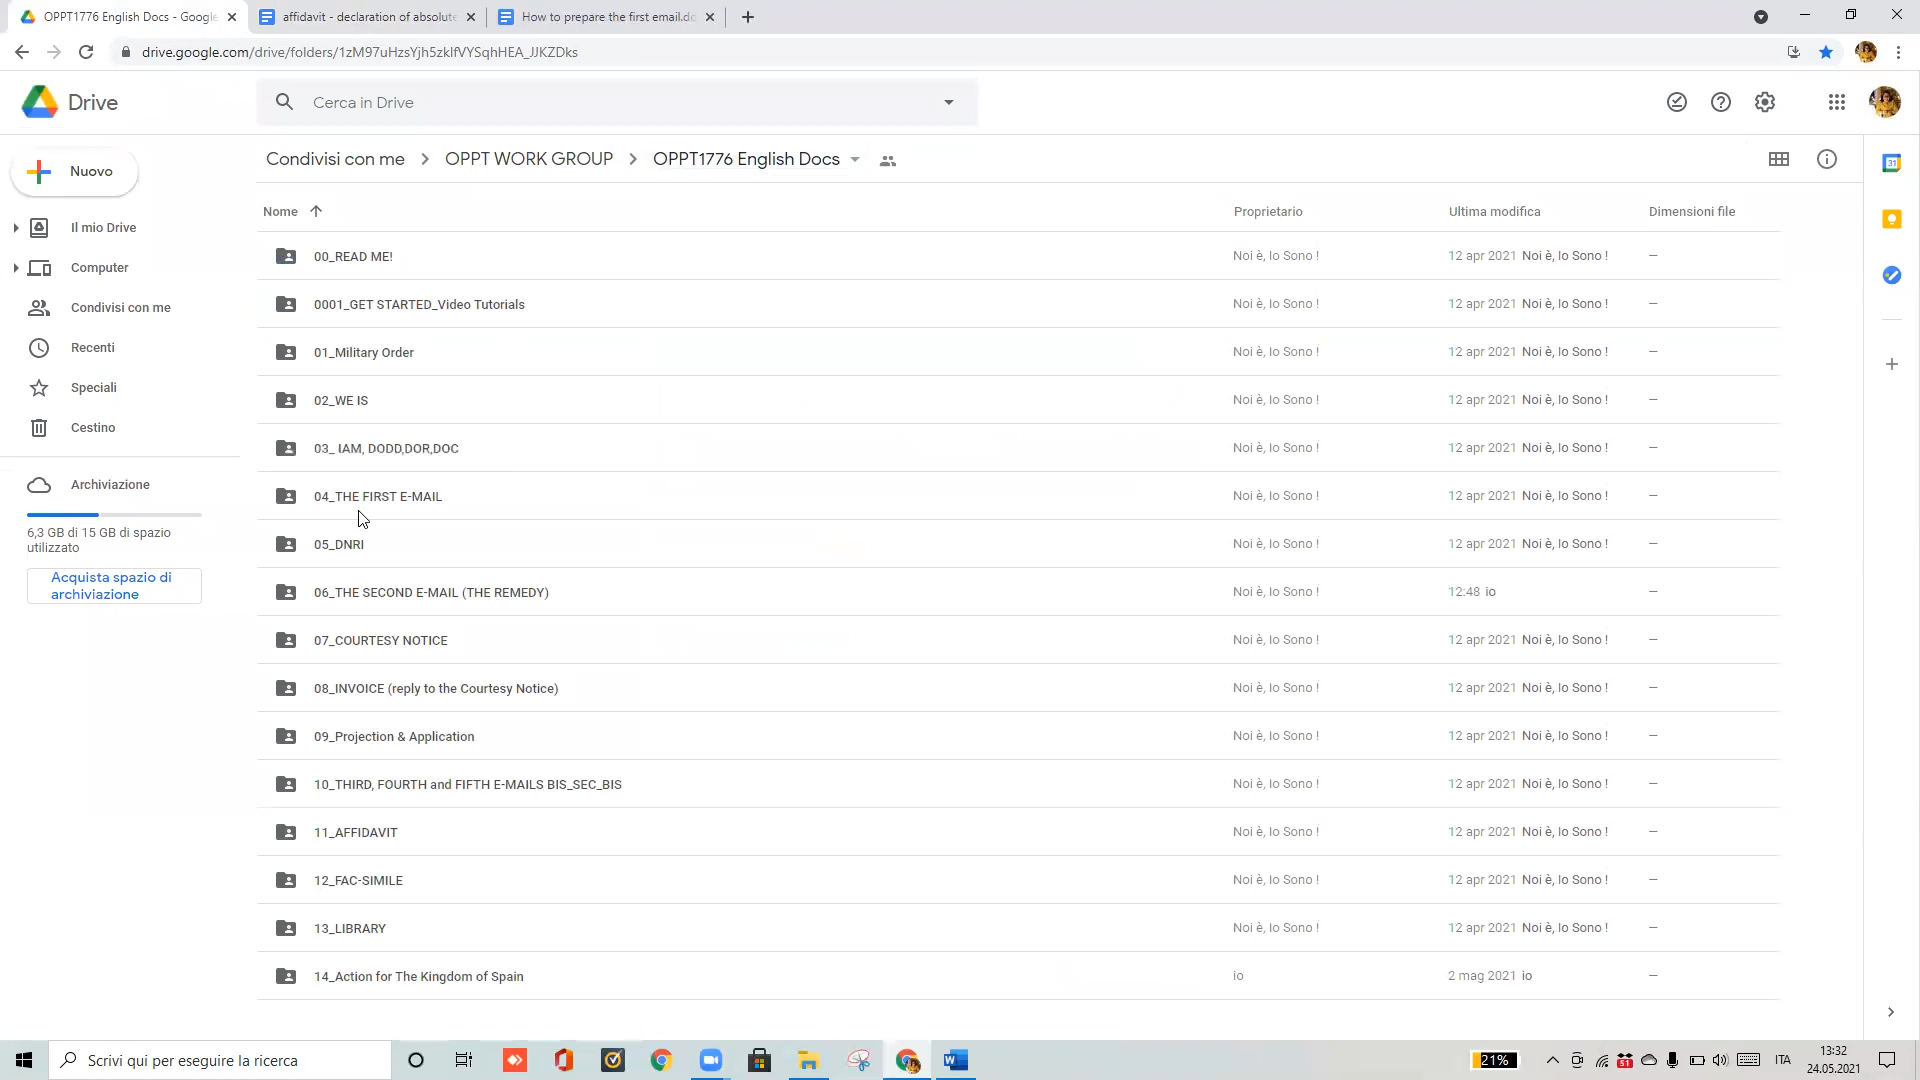 OPPT1776 English Docs - Google
affidavit - declaration of absolute
How to prepare the first email.do
drive.google.com/drive/folders/1zM97uHzsYjh5zklfVYSqhHEA_JJKZDks
Drive
Cerca in Drive
Nuovo
Condivisi con me
OPPT WORK GROUP
OPPT1776 English Docs
Il mio Drive
Computer
Condivisi con me
Recenti
Speciali
Cestino
Archiviazione
6,3 GB di 15 GB di spazio
utilizzato
Acquista spazio di
archiviazione
Nome Proprietario Ultima modifica Dimensioni file
00_READ ME! Noi è, Io Sono ! 12 apr 2021 Noi è, Io Sono ! —
0001_GET STARTED_Video Tutorials Noi è, Io Sono ! 12 apr 2021 Noi è, Io Sono ! —
01_Military Order Noi è, Io Sono ! 12 apr 2021 Noi è, Io Sono ! —
02_WE IS Noi è, Io Sono ! 12 apr 2021 Noi è, Io Sono ! —
03_ IAM, DODD,DOR,DOC Noi è, Io Sono ! 12 apr 2021 Noi è, Io Sono ! —
04_THE FIRST E-MAIL Noi è, Io Sono ! 12 apr 2021 Noi è, Io Sono ! —
05_DNRI Noi è, Io Sono ! 12 apr 2021 Noi è, Io Sono ! —
06_THE SECOND E-MAIL (THE REMEDY) Noi è, Io Sono ! 12:48 io —
07_COURTESY NOTICE Noi è, Io Sono ! 12 apr 2021 Noi è, Io Sono ! —
08_INVOICE (reply to the Courtesy Notice) Noi è, Io Sono ! 12 apr 2021 Noi è, Io Sono ! —
09_Projection & Application Noi è, Io Sono ! 12 apr 2021 Noi è, Io Sono ! —
10_THIRD, FOURTH and FIFTH E-MAILS BIS_SEC_BIS Noi è, Io Sono ! 12 apr 2021 Noi è, Io Sono ! —
11_AFFIDAVIT Noi è, Io Sono ! 12 apr 2021 Noi è, Io Sono ! —
12_FAC-SIMILE Noi è, Io Sono ! 12 apr 2021 Noi è, Io Sono ! —
13_LIBRARY Noi è, Io Sono ! 12 apr 2021 Noi è, Io Sono ! —
14_Action for The Kingdom of Spain io 2 mag 2021 io —
31
Scrivi qui per eseguire la ricerca
21%
51
ITA
13:32
24.05.2021